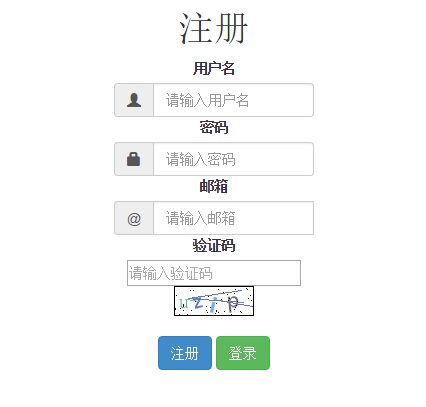 注册
用户名
请输入用户名
密码
请输入密码
@
邮箱
请输入邮箱
验证码
请输入验证码
uzip
注册 登录